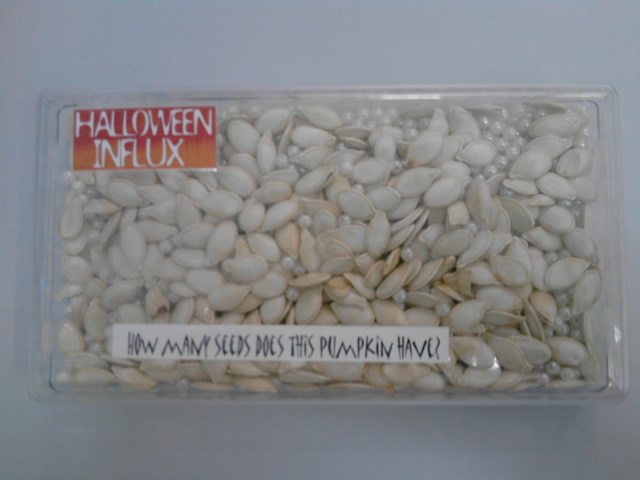 HALLOWEEN
INFLUX
HOW MANY SEEDS DOES THIS PUMPKIN HAVE?